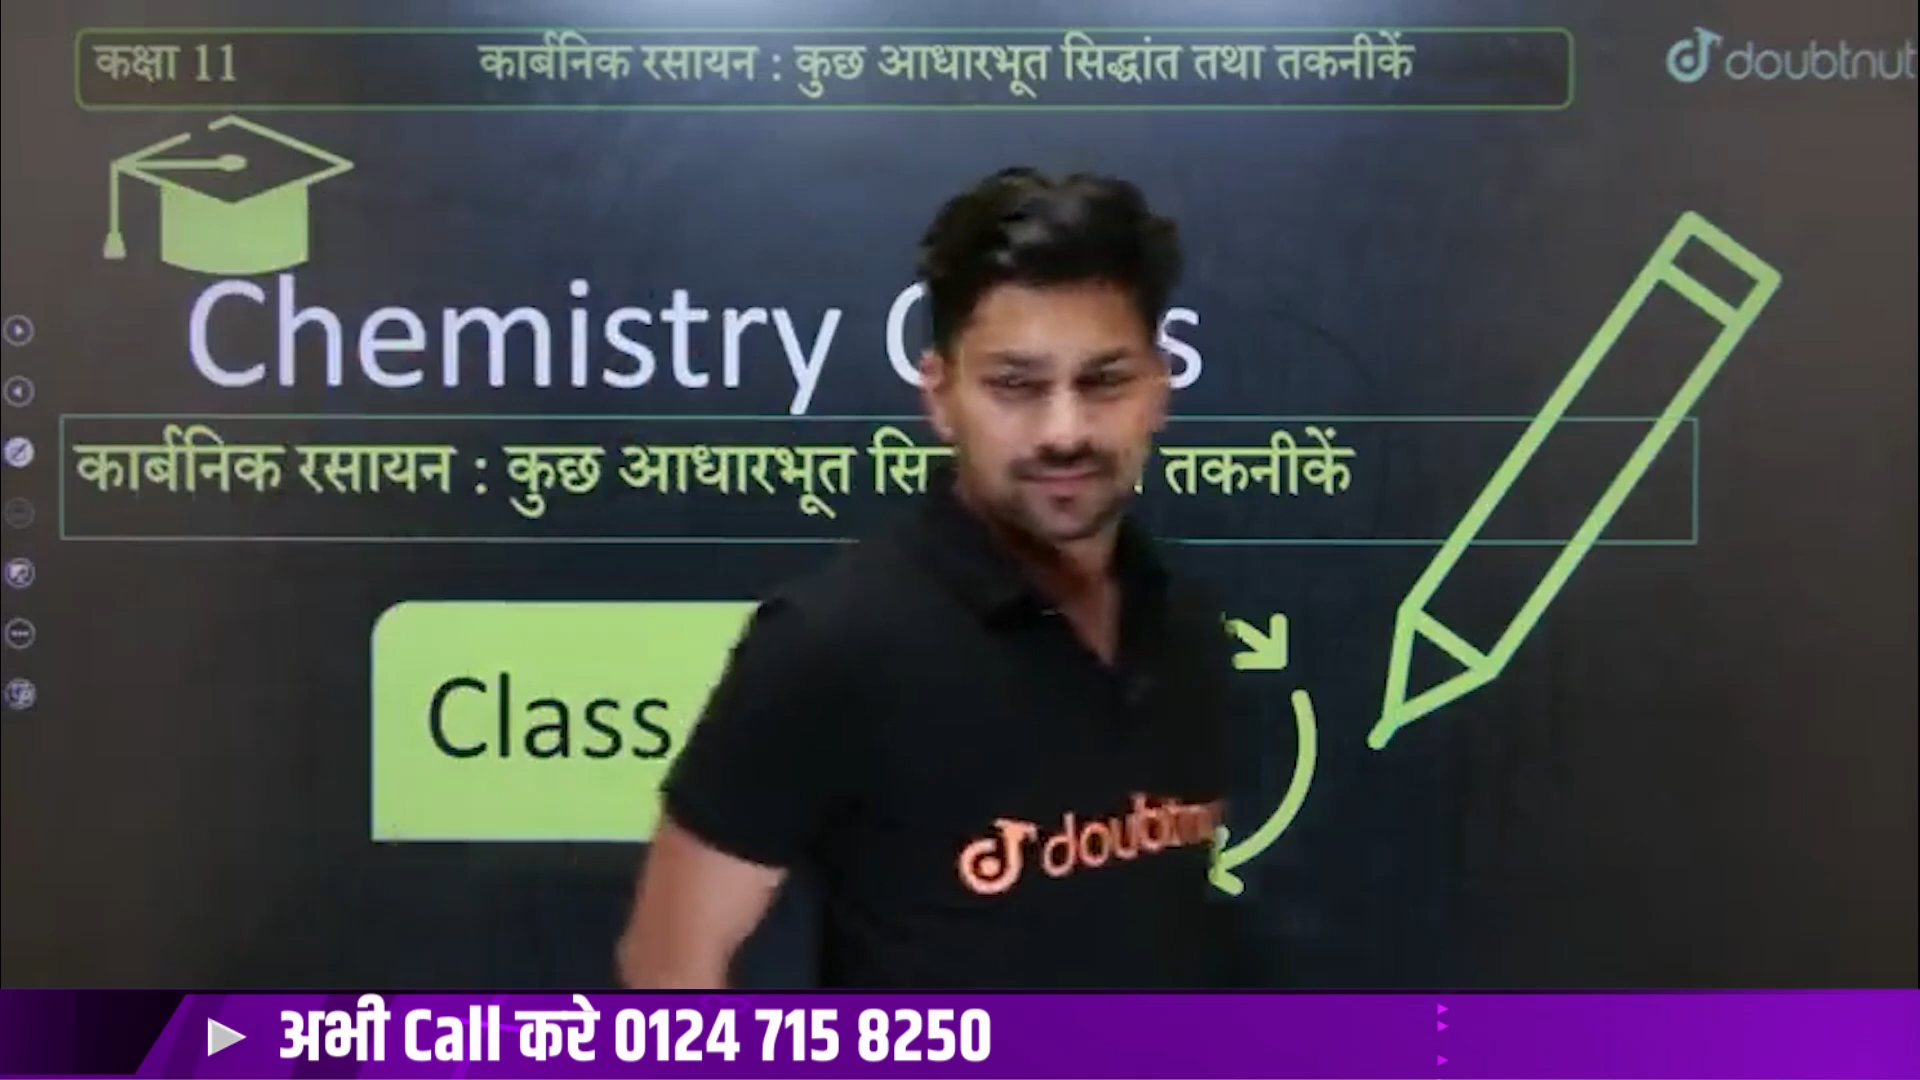 कक्षा 11 कार्बनिक रसायन : कुछ आधारभूत सिद्धांत तथा तकनीकें
doubtnut
Chemistry
कार्बनिक रसायन : कुछ आधारभूत तकनीकें
Class
doubtnut
अभी Call करे 0124 715 8250